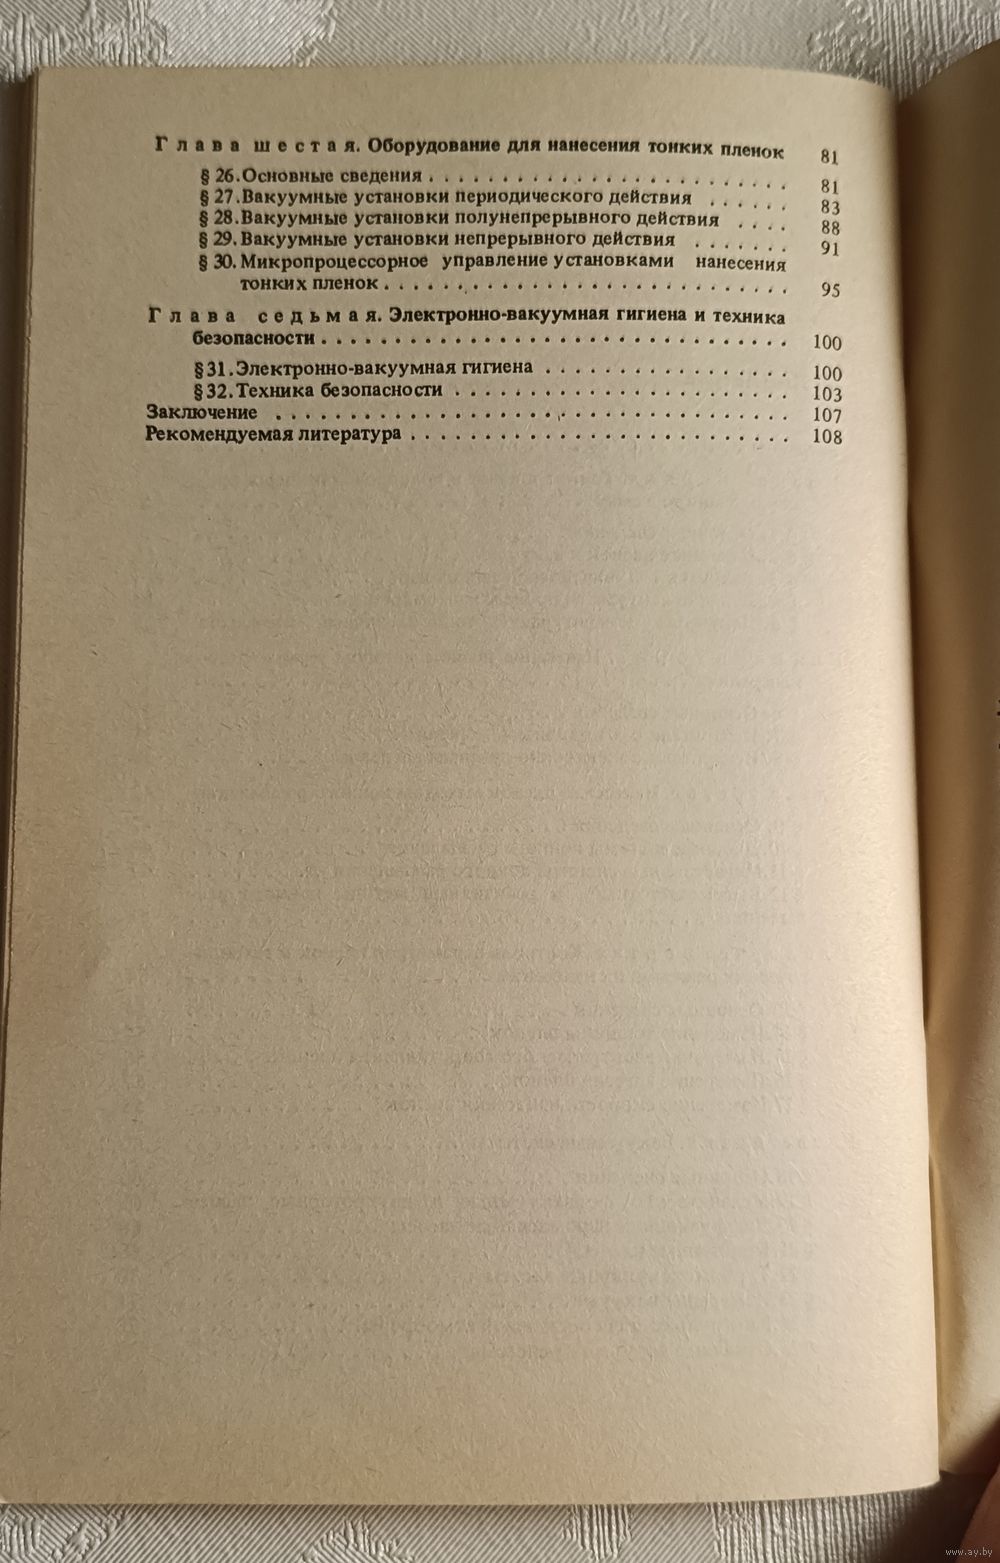 Глава шестая. Оборудование для нанесения тонких пленок 81
§ 26. Основные сведения . . . . . . . . . . . . . . . . . . . . . . 81
§ 27. Вакуумные установки периодического действия . . . . . . 83
§ 28. Вакуумные установки полунепрерывного действия . . . . 88
§ 29. Вакуумные установки непрерывного действия . . . . . . . 91
§ 30. Микропроцессорное управление установками нанесения
тонких пленок . . . . . . . . . . . . . . . . . . . . . . . . 95
Глава седьмая. Электронно-вакуумная гигиена и техника
безопасности . . . . . . . . . . . . . . . . . . . . . . . . . . . . 100
§ 31. Электронно-вакуумная гигиена . . . . . . . . . . . . . . . 100
§ 32. Техника безопасности . . . . . . . . . . . . . . . . . . . . . 103
Заключение . . . . . . . . . . . . . . . . . . . . . . . . . . . . . . . 107
Рекомендуемая литература . . . . . . . . . . . . . . . . . . . . . . . 108
www.ay.by